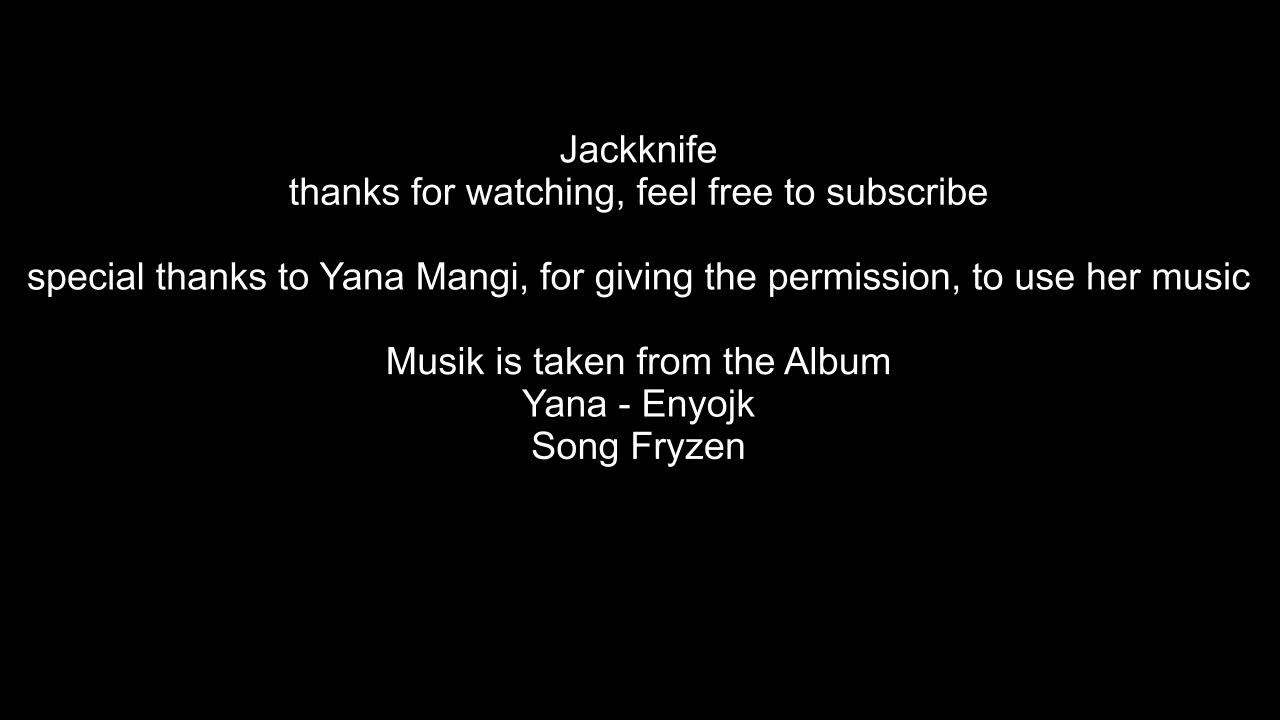 Jackknife
thanks for watching, feel free to subscribe
special thanks to Yana Mangi, for giving the permission, to use her music
Musik is taken from the Album
Yana - Enyojk
Song Fryzen